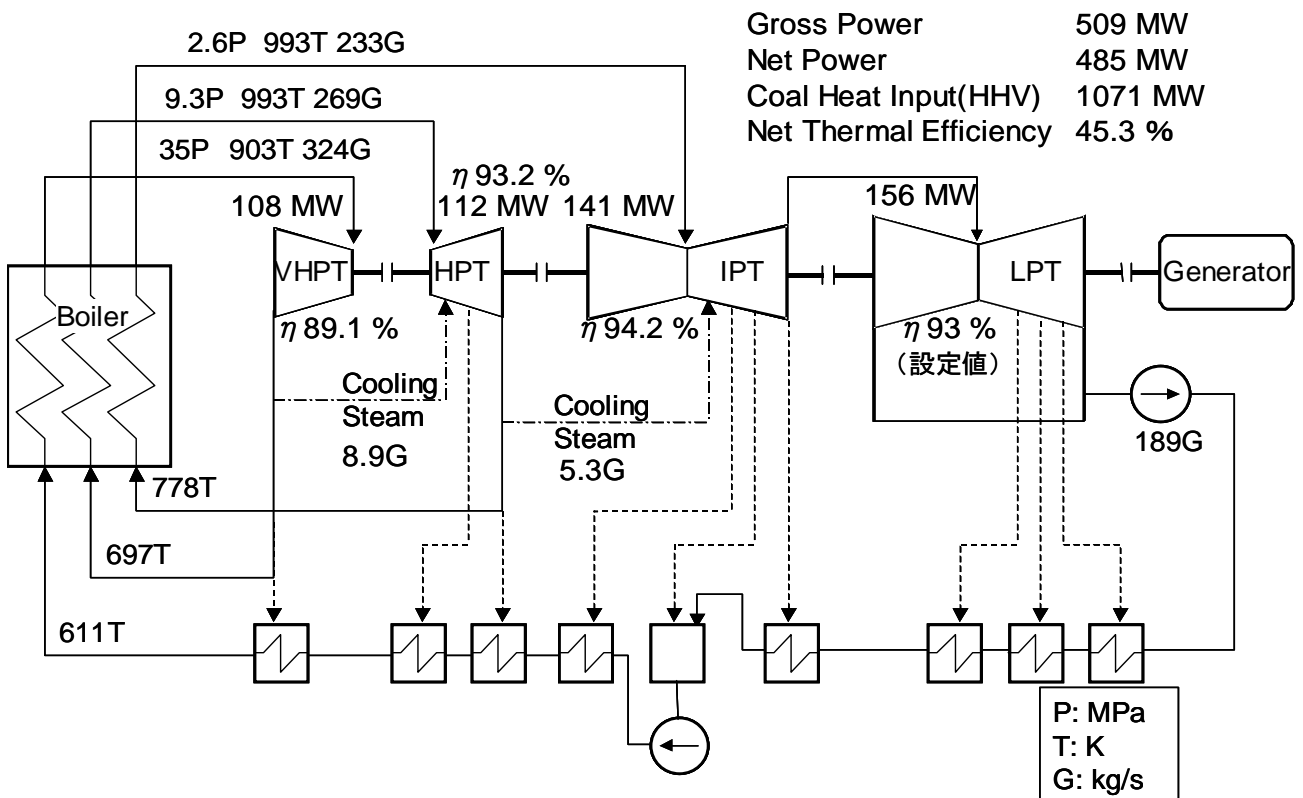 Gross Power 509 MW
Net Power 485 MW
Coal Heat Input(HHV) 1071 MW
Net Thermal Efficiency 45.3 %
2.6P 993T 233G
9.3P 993T 269G
35P 903T 324G
η 93.2 %
108 MW
112 MW
141 MW
156 MW
Boiler
VHPT
HPT
IPT
LPT
Generator
η 89.1 %
η 94.2 %
η 93 %
(設定値)
Cooling
Steam
8.9G
Cooling
Steam
5.3G
189G
778T
697T
611T
P: MPa
T: K
G: kg/s